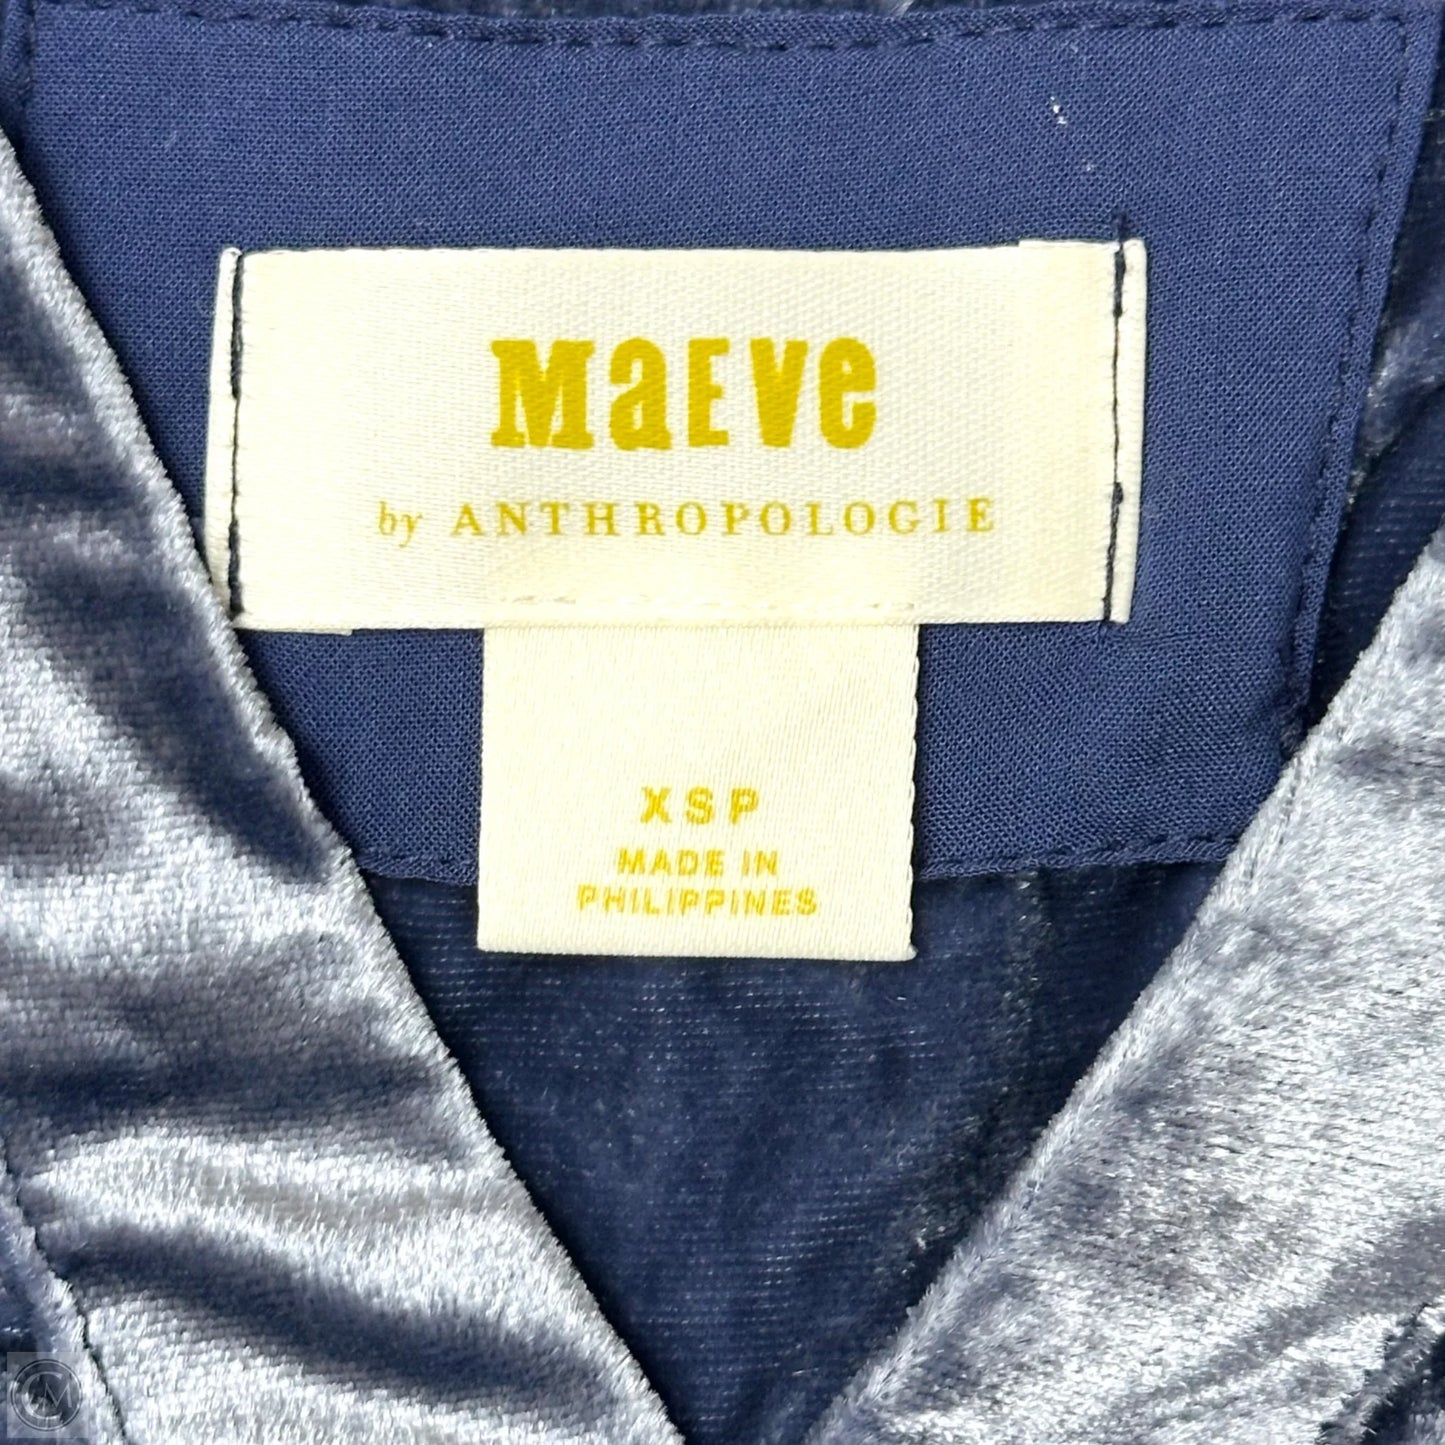 MaEVe
by ANTHROPOLOGIE
XSP
MADE IN
PHILIPPINES